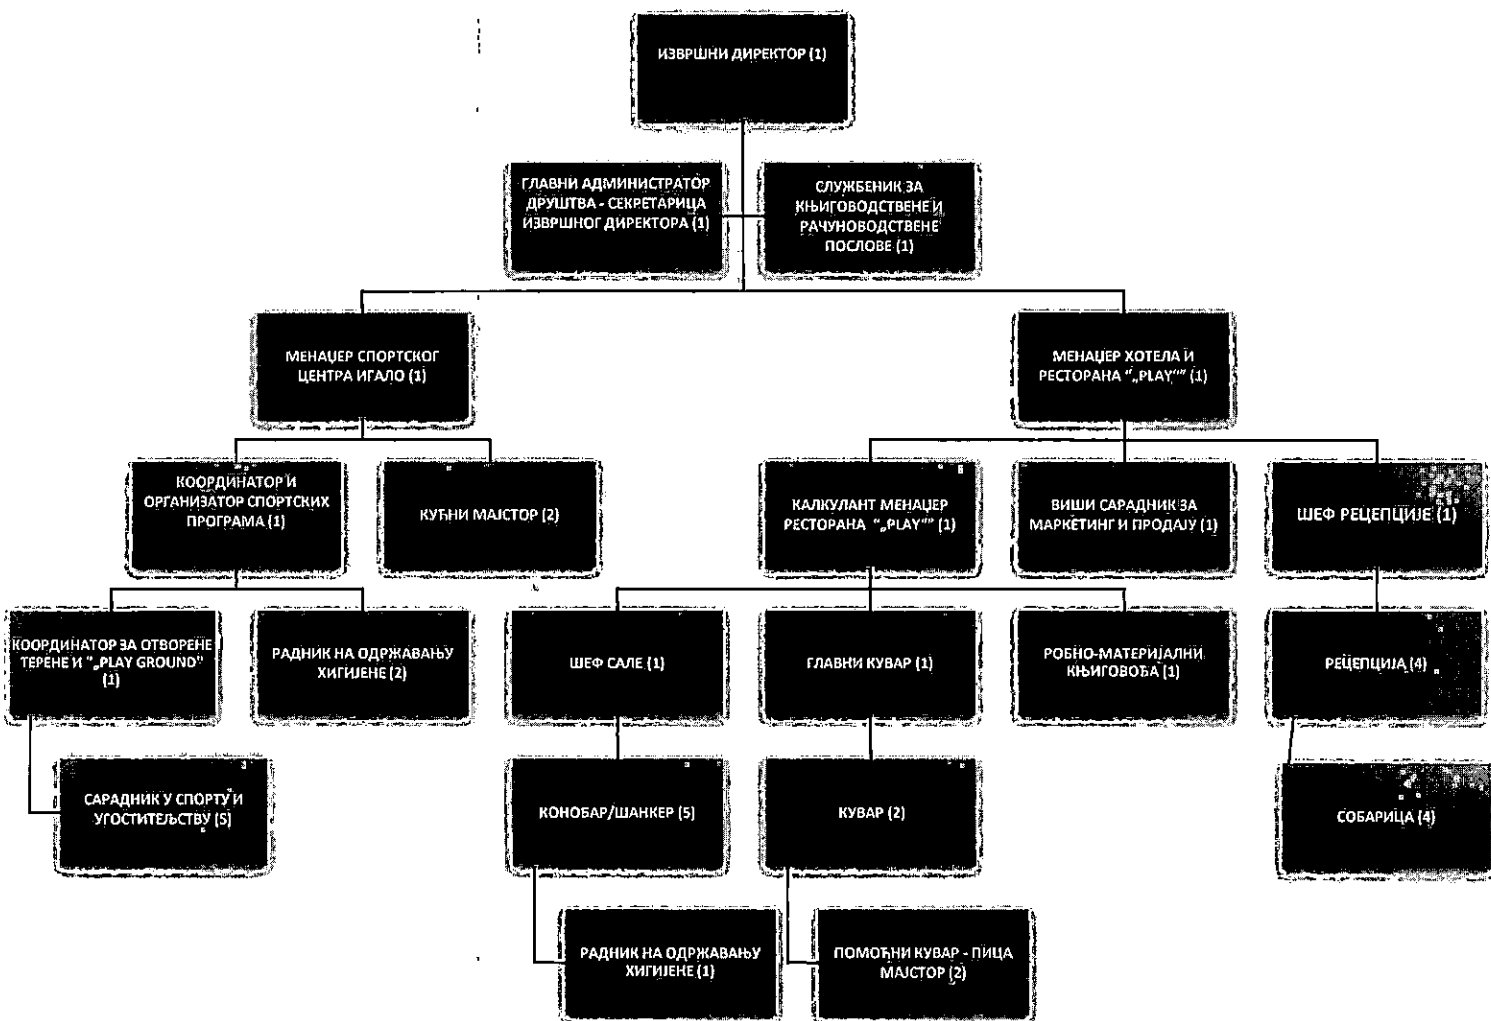 ИЗВРШНИ ДИРЕКТОР (1)
ГЛАВНИ АДМИНИСТРАТОР
ДРУШТВА - СЕКРЕТАРИЦА
ИЗВРШНОГ ДИРЕКТОРА (1)
СЛУЖБЕНИК ЗА
КЊИГОВОДСТВЕНЕ И
РАЧУНОВОДСТВЕНЕ
ПОСЛОВЕ (1)
МЕНАЏЕР СПОРТСКОГ
ЦЕНТРА ИГАЛО (1)
МЕНАЏЕР ХОТЕЛА И
РЕСТОРАНА "„PLAY"" (1)
КООРДИНАТОР И
ОРГАНИЗАТОР СПОРТСКИХ
ПРОГРАМА (1)
КУЋНИ МАЈСТОР (2)
КАЛКУЛАНТ МЕНАЏЕР
РЕСТОРАНА "„PLAY"" (1)
ВИШИ САРАДНИК ЗА
МАРКЕТИНГ И ПРОДАЈУ (1)
ШЕФ РЕЦЕПЦИЈЕ (1)
КООРДИНАТОР ЗА ОТВОРЕНЕ
ТЕРЕНЕ И "„PLAY GROUND"
(1)
РАДНИК НА ОДРЖАВАЊУ
ХИГИЈЕНЕ (2)
ШЕФ САЛЕ (1)
ГЛАВНИ КУВАР (1)
РОБНО-МАТЕРИЈАЛНИ
КЊИГОВОЂА (1)
РЕЦЕПЦИЈА (4)
САРАДНИК У СПОРТУ И
УГОСТИТЕЉСТВУ (5)
КОНОБАР/ШАНКЕР (5)
КУВАР (2)
СОБАРИЦА (4)
РАДНИК НА ОДРЖАВАЊУ
ХИГИЈЕНЕ (1)
ПОМОЋНИ КУВАР - ПИЦА
МАЈСТОР (2)